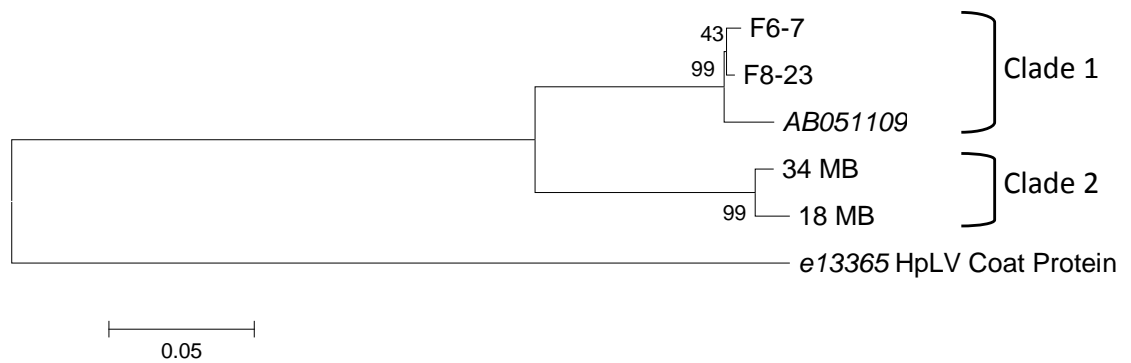 43
F6-7
99
F8-23
Clade 1
AB051109
34 MB
Clade 2
99
18 MB
e13365 HpLV Coat Protein
0.05